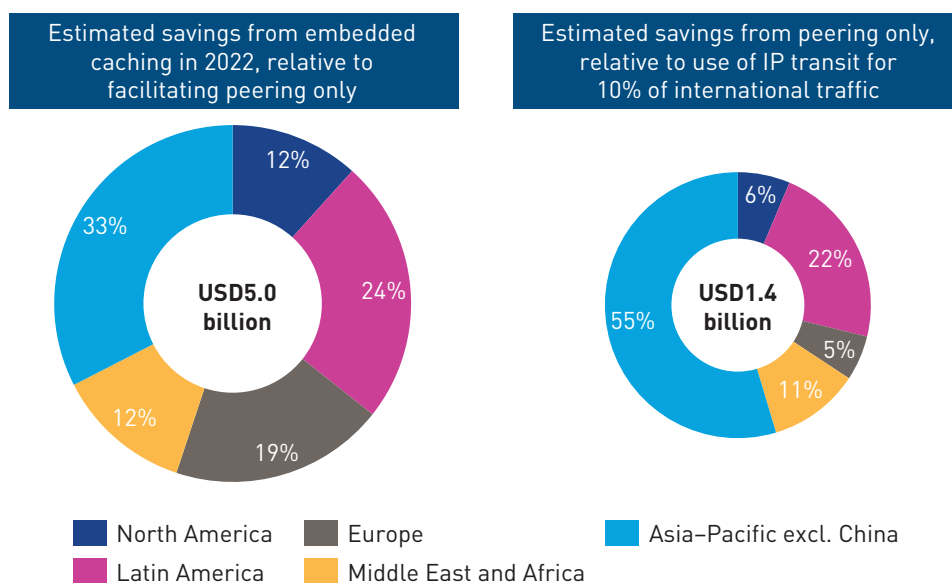 Estimated savings from embedded
caching in 2022, relative to
facilitating peering only
12%
33%
24%
USD5.0
billion
12%
19%
Estimated savings from peering only,
relative to use of IP transit for
10% of international traffic
6%
22%
55%
USD1.4
billion
5%
11%
North America
Europe
Asia–Pacific excl. China
Latin America
Middle East and Africa